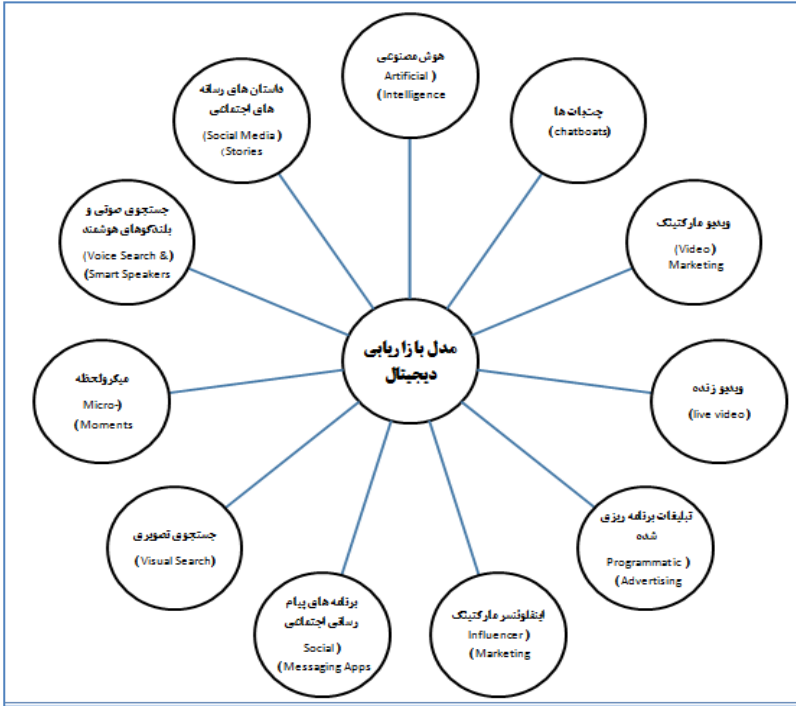 هوش مصنوعی
Artificial )
(Intelligence
چتبات ها
(chatboats)
ویدیو مارکتینگ
(Video)
Marketing
ویدیو زنده
(live video)
تبلیغات برنامه ریزی
شده
Programmatic )
(Advertising
اینفلوئنسر مارکتینگ
Influencer )
(Marketing
برنامه های پیام
رسانی اجتماعی
Social )
(Messaging Apps
جستجوی تصویری
(Visual Search)
میکرولحظه
Micro-)
(Moments
جستجوی صوتی و
بلندگوهای هوشمند
(Voice Search &)
(Smart Speakers
داستان های رسانه
های اجتماعی
(Social Media)
(Stories
مدل بازاریابی
دیجیتال